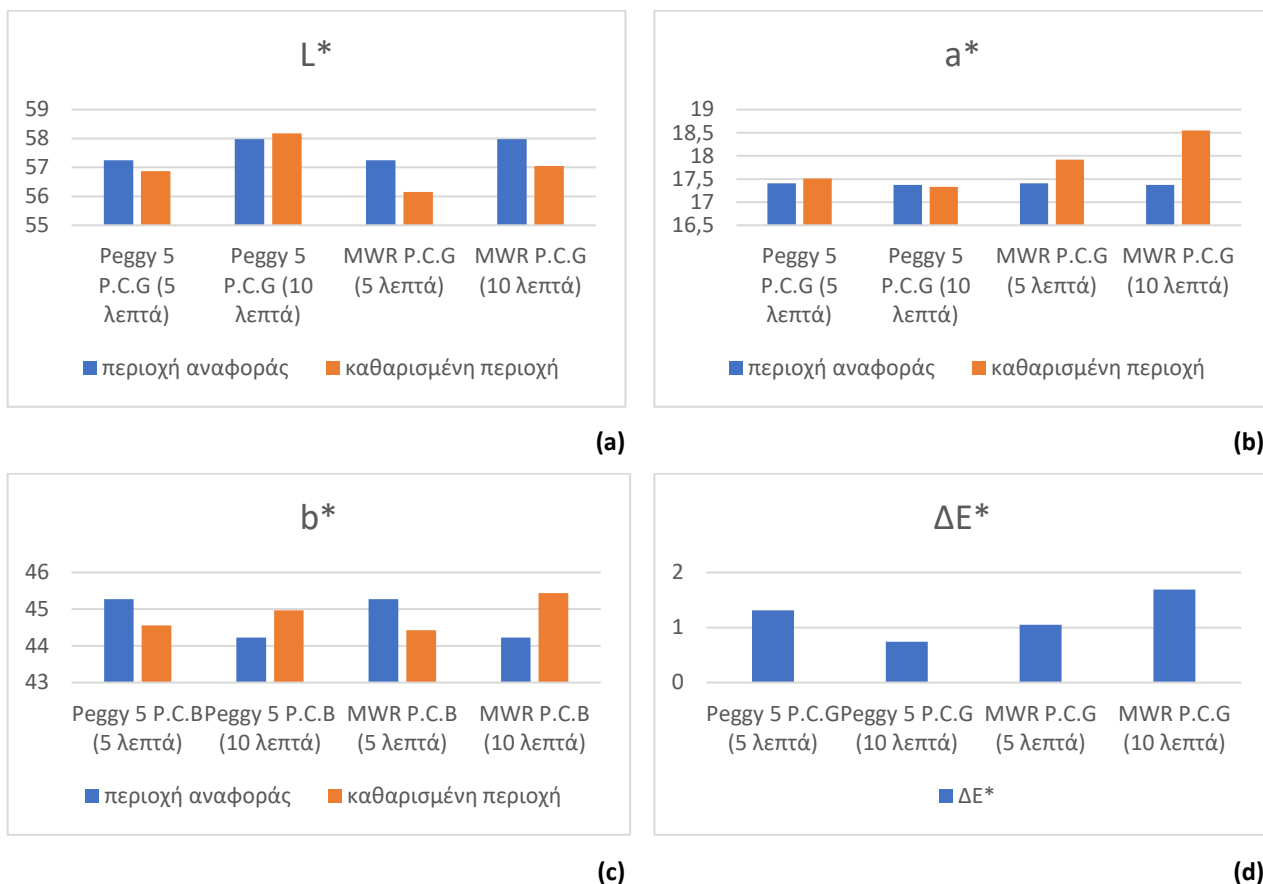 L*
59
58
57
56
55
Peggy 5
P.C.G (5
λεπτά)
Peggy 5
P.C.G (10
λεπτά)
MWR P.C.G
(5 λεπτά)
MWR P.C.G
(10 λεπτά)
περιοχή αναφοράς
καθαρισμένη περιοχή
(a)
a*
19
18,5
18
17,5
17
16,5
Peggy 5
P.C.G (5
λεπτά)
Peggy 5
P.C.G (10
λεπτά)
MWR P.C.G
(5 λεπτά)
MWR P.C.G
(10 λεπτά)
περιοχή αναφοράς
καθαρισμένη περιοχή
(b)
b*
46
45
44
43
Peggy 5 P.C.B
(5 λεπτά)
Peggy 5 P.C.B
(10 λεπτά)
MWR P.C.B
(5 λεπτά)
MWR P.C.B
(10 λεπτά)
περιοχή αναφοράς
καθαρισμένη περιοχή
(c)
ΔΕ*
2
1
0
Peggy 5 P.C.G
(5 λεπτά)
Peggy 5 P.C.G
(10 λεπτά)
MWR P.C.G
(5 λεπτά)
MWR P.C.G
(10 λεπτά)
ΔΕ*
(d)